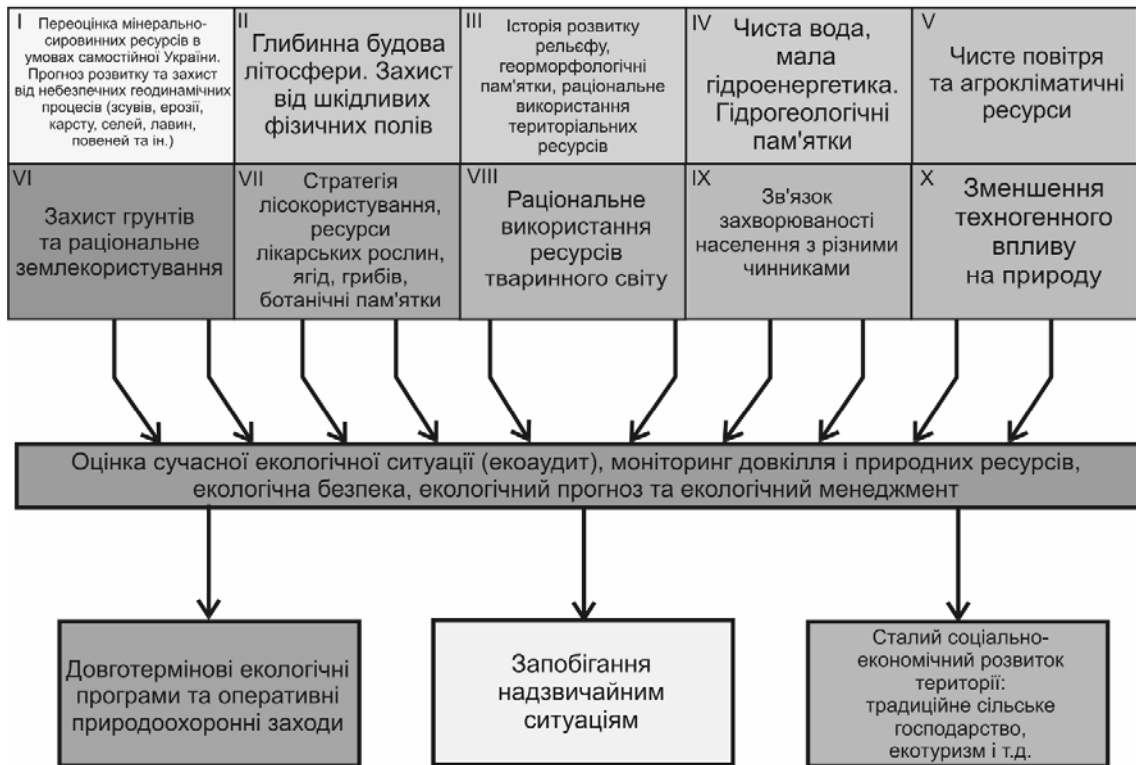 I
Переоцінка мінерально-
сировинних ресурсів в
умовах самостійної України.
Прогноз розвитку та захист
від небезпечних геодинамічних
процесів (зсувів, ерозії,
карсту, селей, лавин,
повеней та ін.)
II
Глибинна будова
літосфери. Захист
від шкідливих
фізичних полів
III
Історія розвитку
рельєфу,
георморфологічні
пам'ятки, раціональне
використання
територіальних
ресурсів
IV
Чиста вода,
мала
гідроенергетика.
Гідрогеологічні
пам'ятки
V
Чисте повітря
та агрокліматичні
ресурси
VI
Захист грунтів
та раціональне
землекористування
VII
Стратегія
лісокористування,
ресурси
лікарських рослин,
ягід, грибів,
ботанічні пам'ятки
VIII
Раціональне
використання
ресурсів
тваринного світу
IX
Зв'язок
захворюваності
населення з різними
чинниками
X
Зменшення
техногенного
впливу
на природу
Оцінка сучасної екологічної ситуації (екоаудит), моніторинг довкілля і природних ресурсів,
екологічна безпека, екологічний прогноз та екологічний менеджмент
Довготермінові екологічні
програми та оперативні
природоохоронні заходи
Запобігання
надзвичайним
ситуаціям
Сталий соціально-
економічний розвиток
території:
традиційне сільське
господарство,
екотуризм і т.д.